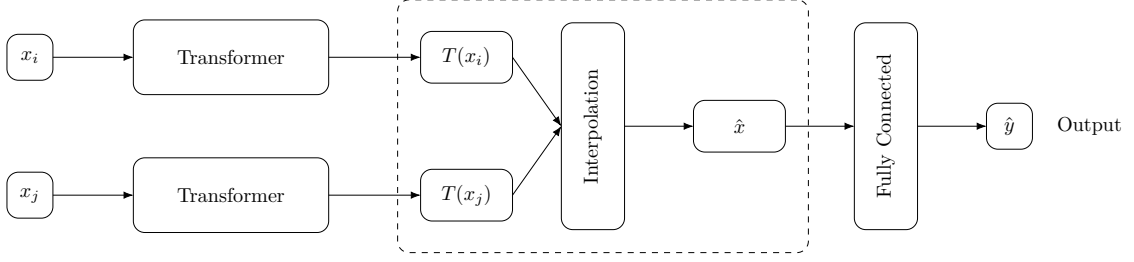 x_i
Transformer
T(x_i)
x_j
Transformer
T(x_j)
Interpolation
x̂
Fully Connected
ŷ
Output